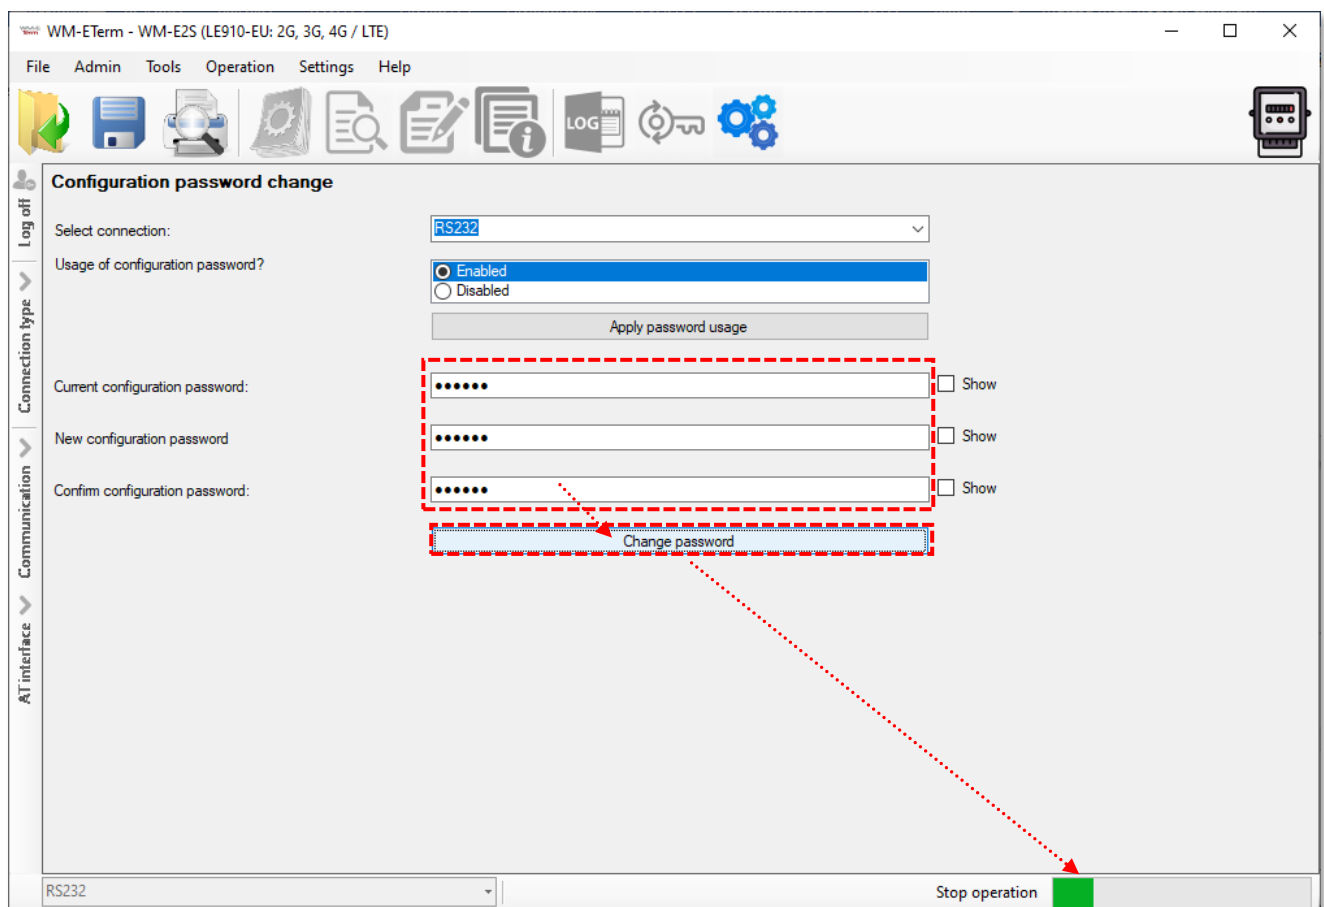 WM-ETerm - WM-E2S (LE910-EU: 2G, 3G, 4G / LTE)
File Admin Tools Operation Settings Help
LOG
Configuration password change
Log off
Connection type
Communication
AT interface
Select connection: RS232
Usage of configuration password? Enabled
Disabled
Apply password usage
Current configuration password: •••••• Show
New configuration password •••••• Show
Confirm configuration password: •••••• Show
Change password
RS232 Stop operation